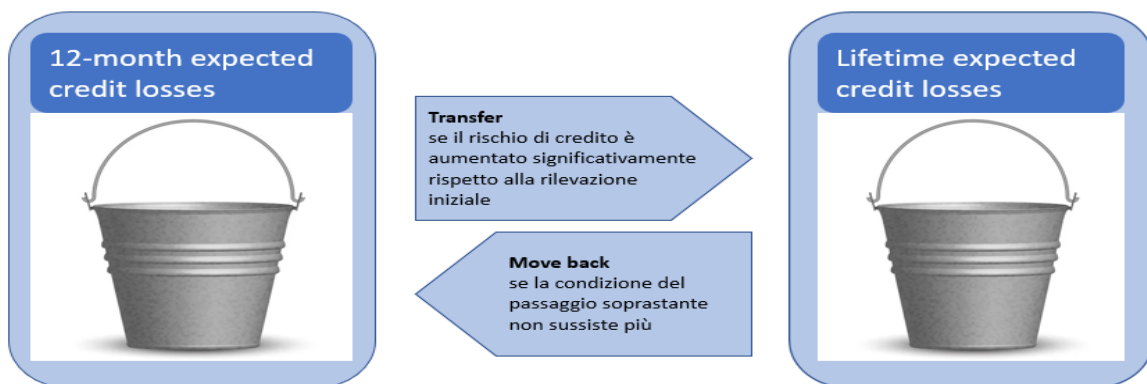 12-month expected
credit losses
Transfer
se il rischio di credito è
aumentato significativamente
rispetto alla rilevazione
iniziale
Move back
se la condizione del
passaggio soprastante
non sussiste più
Lifetime expected
credit losses